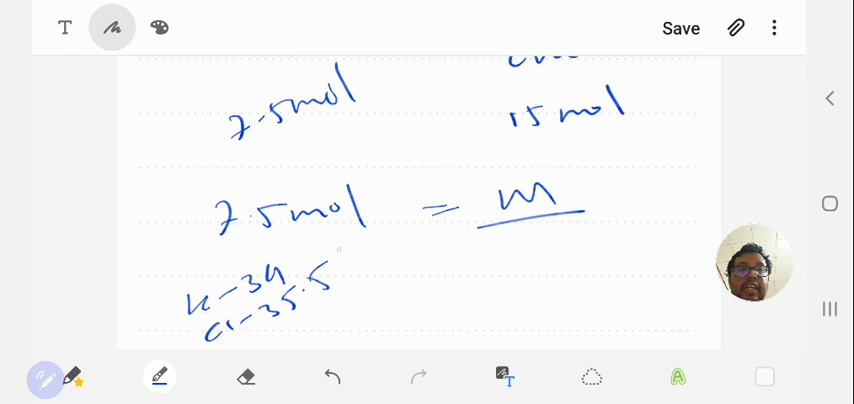 T Save
7.5mol
15 mol
7.5mol = m
K-39
Cl-35.5
T
A